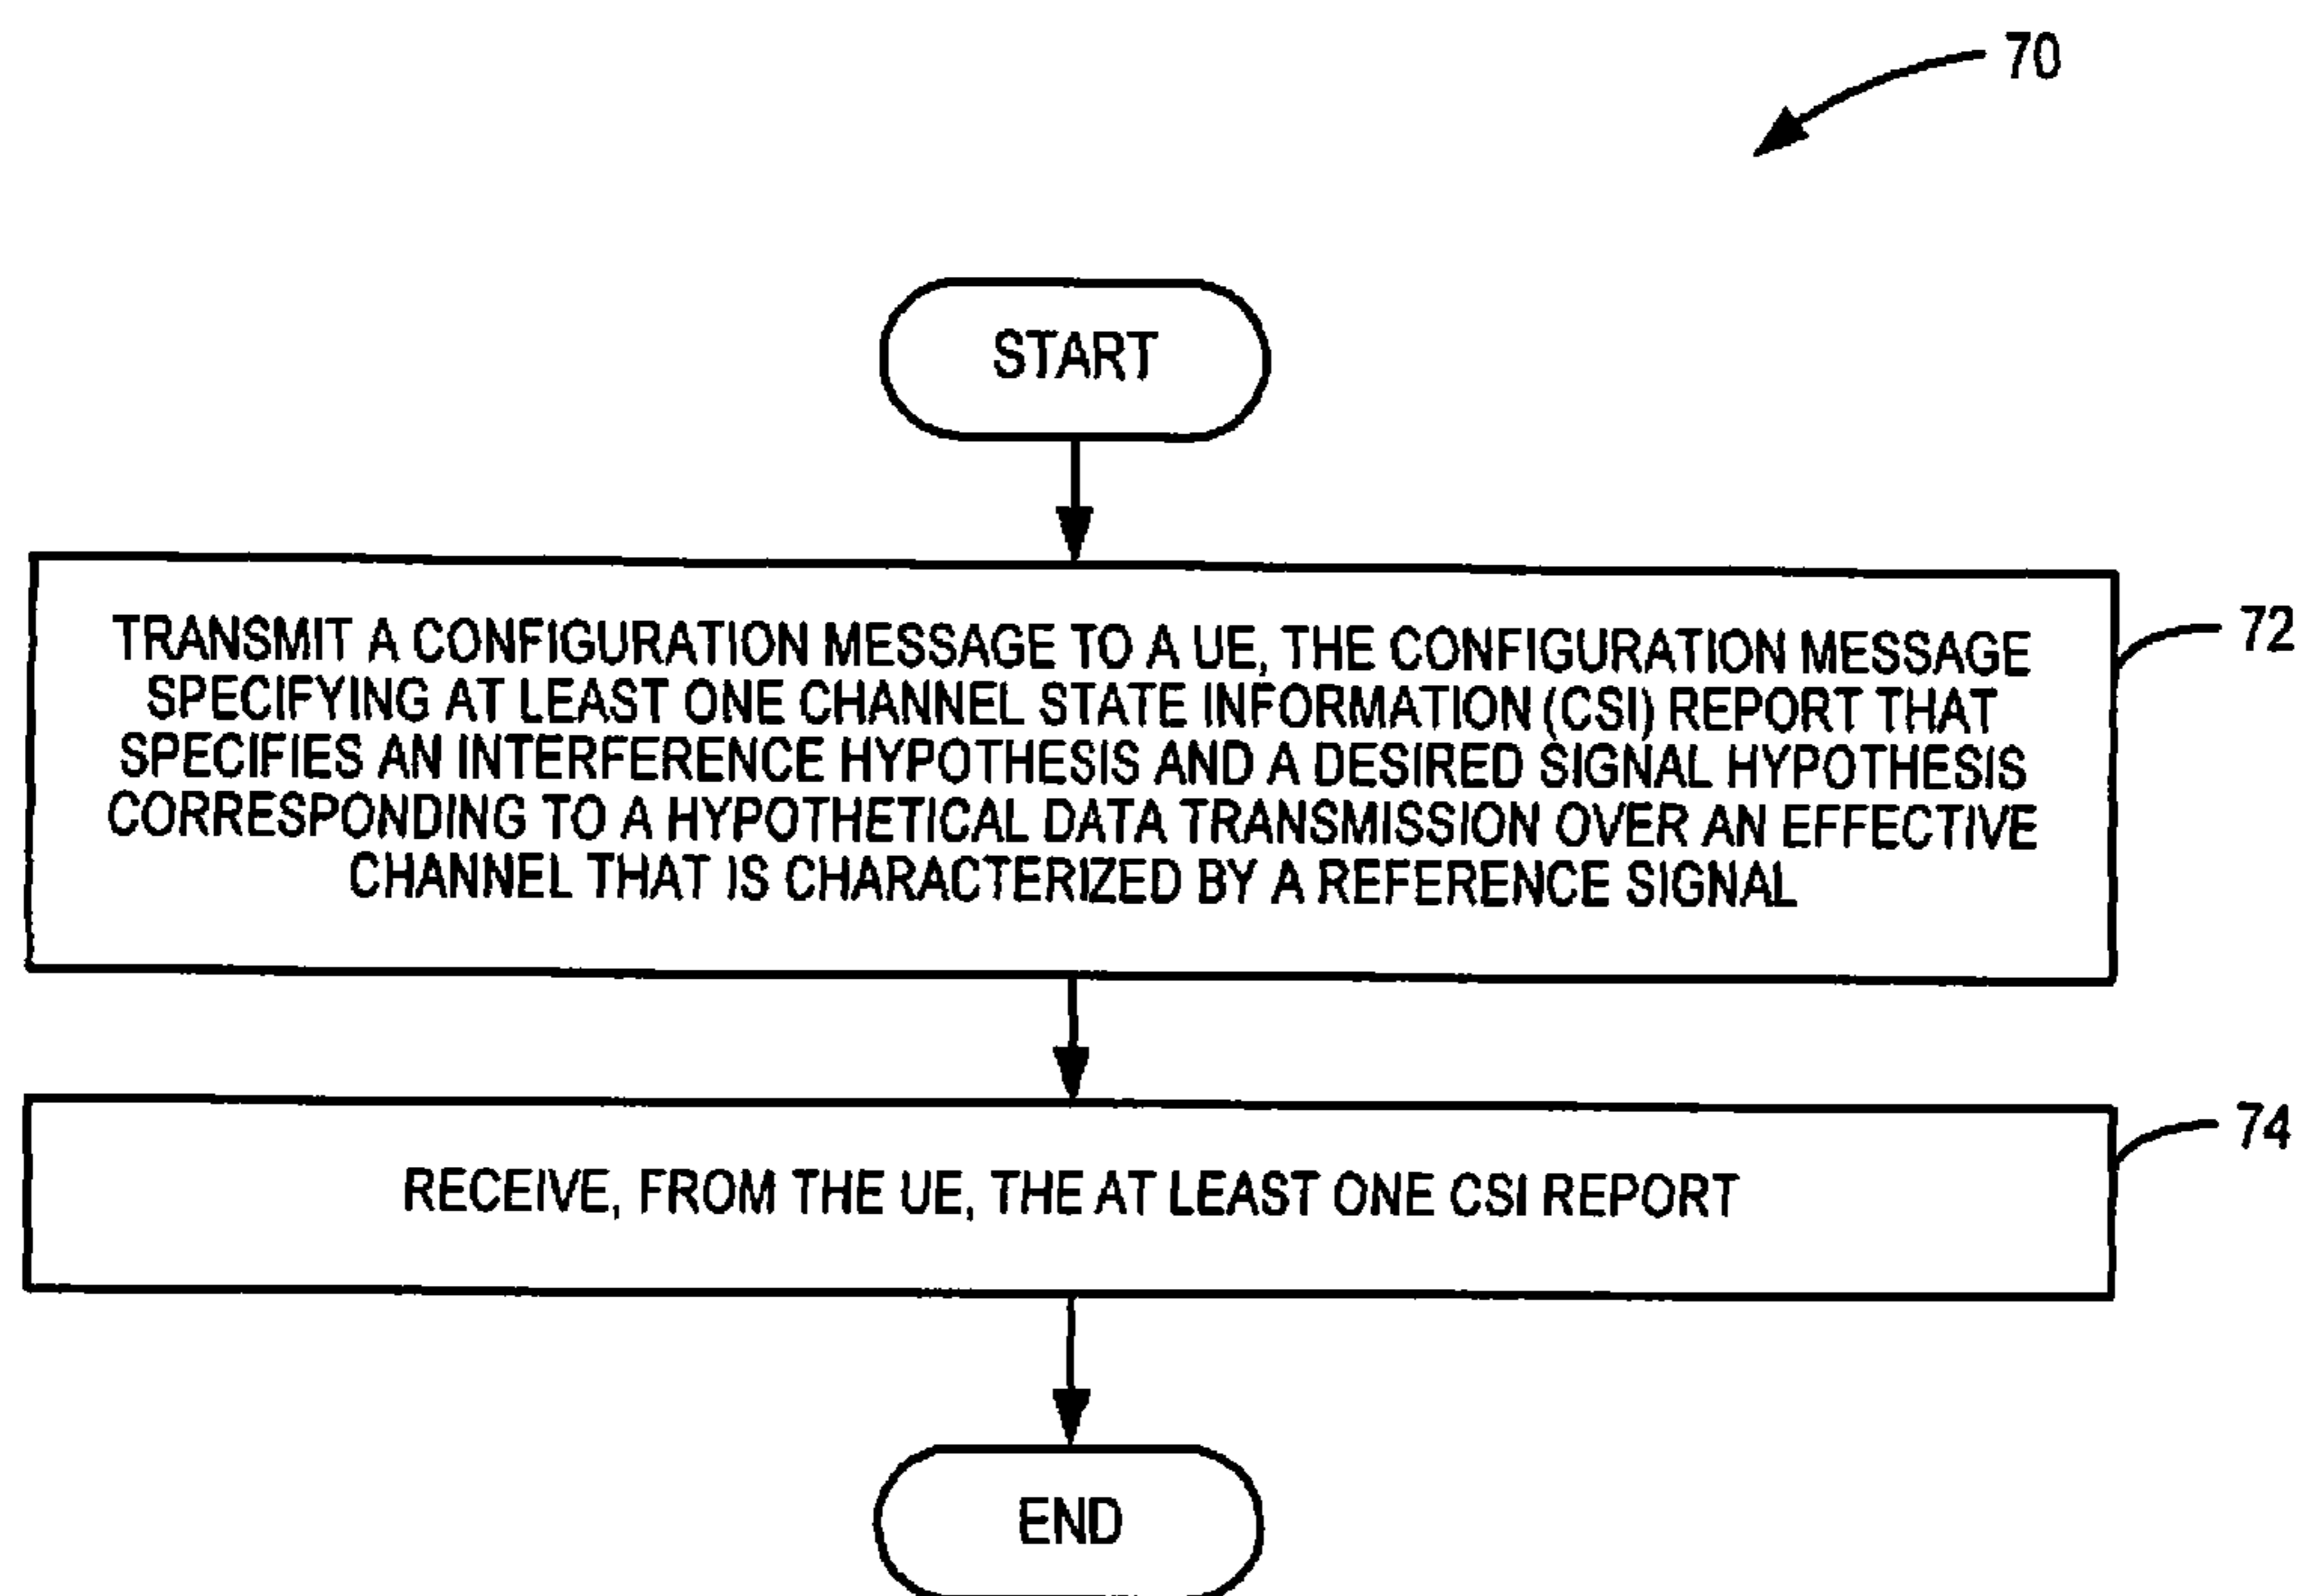 70
START
TRANSMIT A CONFIGURATION MESSAGE TO A UE, THE CONFIGURATION MESSAGE
SPECIFYING AT LEAST ONE CHANNEL STATE INFORMATION (CSI) REPORT THAT
SPECIFIES AN INTERFERENCE HYPOTHESIS AND A DESIRED SIGNAL HYPOTHESIS
CORRESPONDING TO A HYPOTHETICAL DATA TRANSMISSION OVER AN EFFECTIVE
CHANNEL THAT IS CHARACTERIZED BY A REFERENCE SIGNAL
72
RECEIVE, FROM THE UE, THE AT LEAST ONE CSI REPORT
74
END